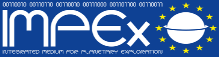 IMPEx
INTEGRATED MEDIUM FOR PLANETARY EXPLORATION